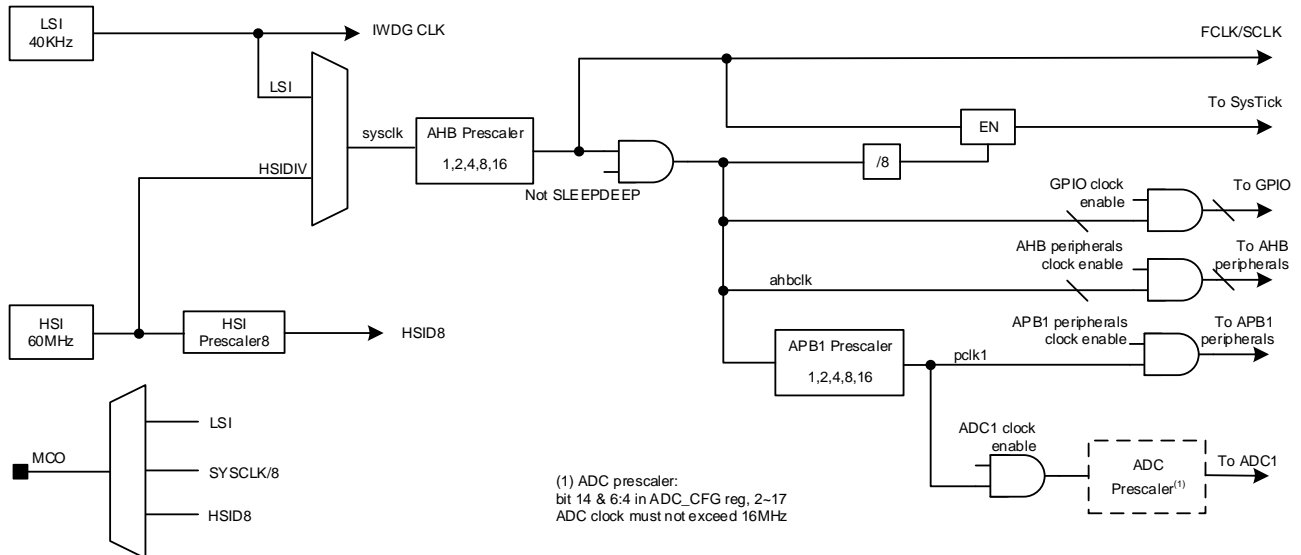 LSI
40KHz
IWDG CLK
FCLK/SCLK
LSI
To SysTick
sysclk
AHB Prescaler
1,2,4,8,16
EN
/8
HSIDIV
Not SLEEPDEEP
GPIO clock
enable
To GPIO
AHB peripherals
clock enable
To AHB
peripherals
ahbclk
HSI
60MHz
HSI
Prescaler8
HSID8
APB1 peripherals
clock enable
To APB1
peripherals
APB1 Prescaler
1,2,4,8,16
pclk1
LSI
MCO
SYSCLK/8
HSID8
ADC1 clock
enable
ADC
Prescaler(1)
To ADC1
(1) ADC prescaler:
bit 14 & 6:4 in ADC_CFG reg, 2~17
ADC clock must not exceed 16MHz